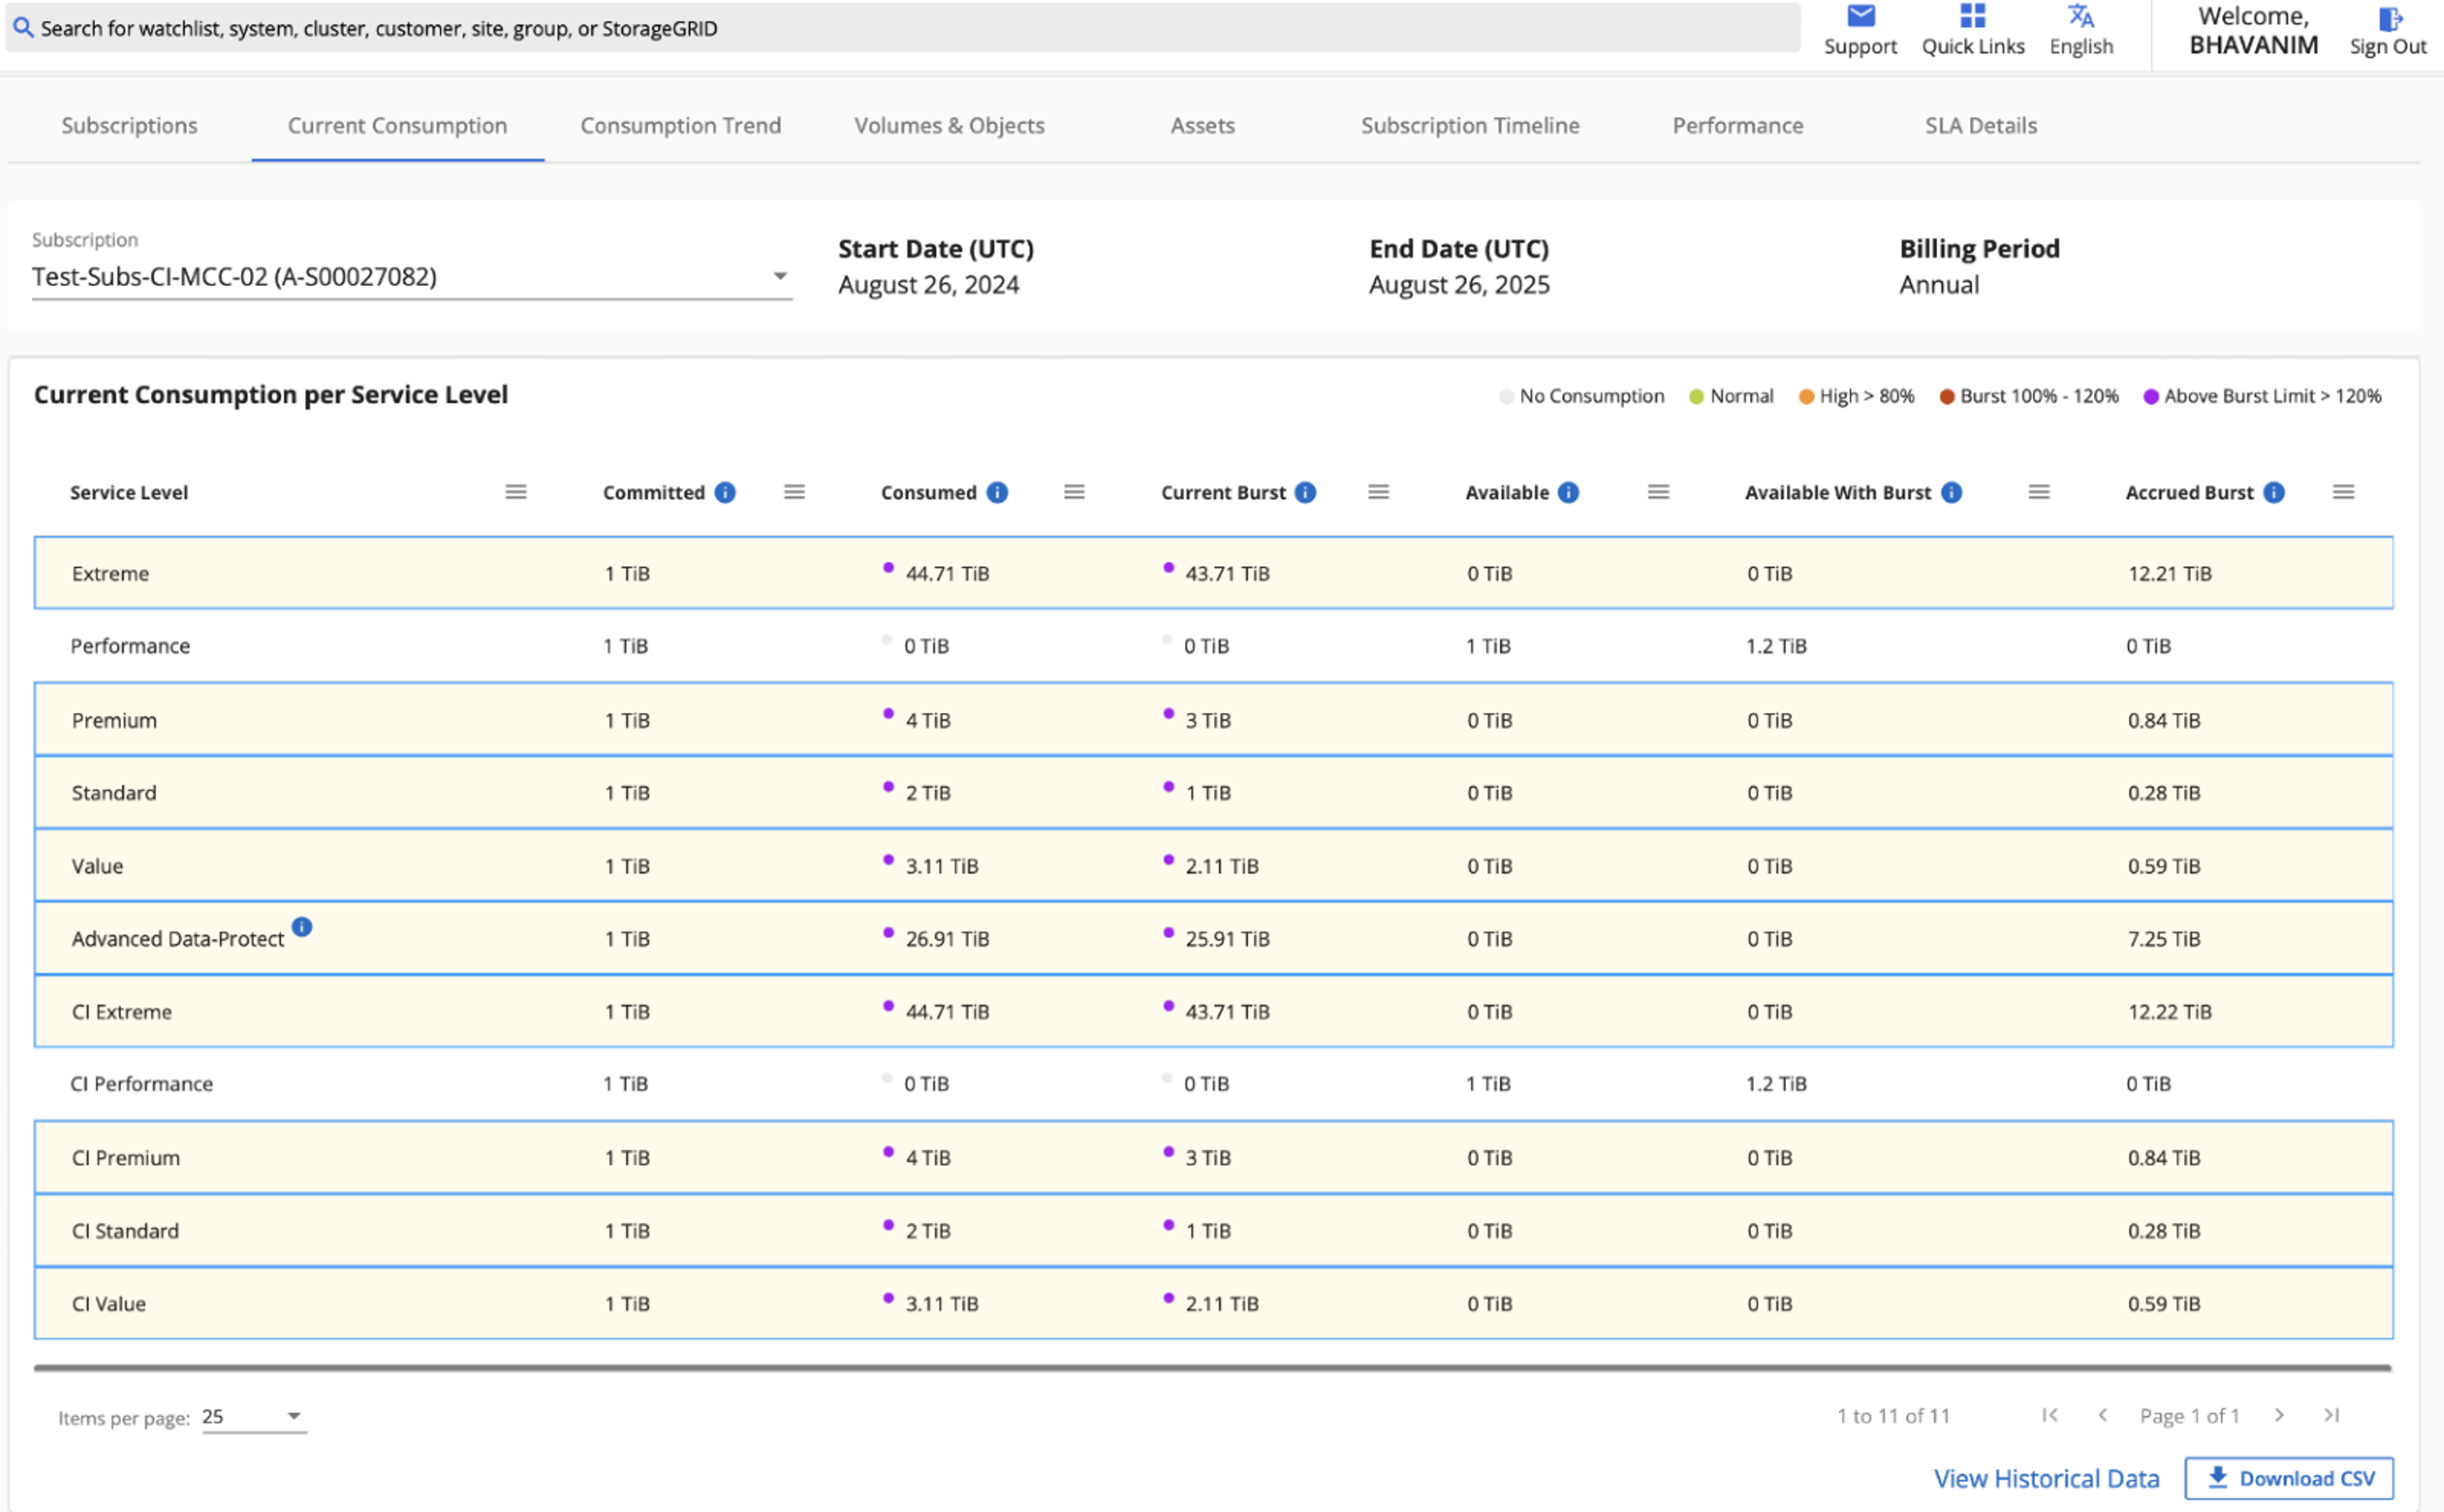 Search for watchlist, system, cluster, customer, site, group, or StorageGRID
Support
Quick Links
English
Welcome,
BHAVANIM
Sign Out
Subscriptions Current Consumption Consumption Trend Volumes & Objects Assets Subscription Timeline Performance SLA Details
Subscription
Test-Subs-CI-MCC-02 (A-S00027082)
Start Date (UTC)
August 26, 2024
End Date (UTC)
August 26, 2025
Billing Period
Annual
Current Consumption per Service Level
No Consumption Normal High > 80% Burst 100% - 120% Above Burst Limit > 120%
Service Level Committed Consumed Current Burst Available Available With Burst Accrued Burst
Extreme 1 TiB 44.71 TiB 43.71 TiB 0 TiB 0 TiB 12.21 TiB
Performance 1 TiB 0 TiB 0 TiB 1 TiB 1.2 TiB 0 TiB
Premium 1 TiB 4 TiB 3 TiB 0 TiB 0 TiB 0.84 TiB
Standard 1 TiB 2 TiB 1 TiB 0 TiB 0 TiB 0.28 TiB
Value 1 TiB 3.11 TiB 2.11 TiB 0 TiB 0 TiB 0.59 TiB
Advanced Data-Protect 1 TiB 26.91 TiB 25.91 TiB 0 TiB 0 TiB 7.25 TiB
CI Extreme 1 TiB 44.71 TiB 43.71 TiB 0 TiB 0 TiB 12.22 TiB
CI Performance 1 TiB 0 TiB 0 TiB 1 TiB 1.2 TiB 0 TiB
CI Premium 1 TiB 4 TiB 3 TiB 0 TiB 0 TiB 0.84 TiB
CI Standard 1 TiB 2 TiB 1 TiB 0 TiB 0 TiB 0.28 TiB
CI Value 1 TiB 3.11 TiB 2.11 TiB 0 TiB 0 TiB 0.59 TiB
Items per page: 25
1 to 11 of 11 Page 1 of 1
View Historical Data Download CSV